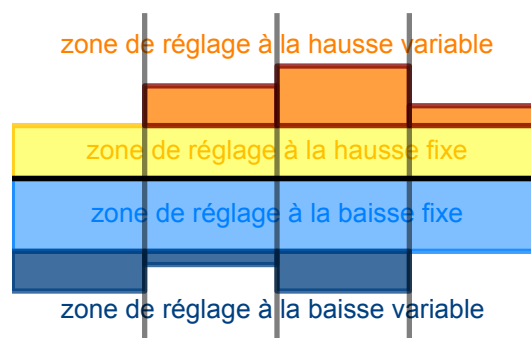 zone de réglage à la hausse variable
zone de réglage à la hausse fixe
zone de réglage à la baisse fixe
zone de réglage à la baisse variable